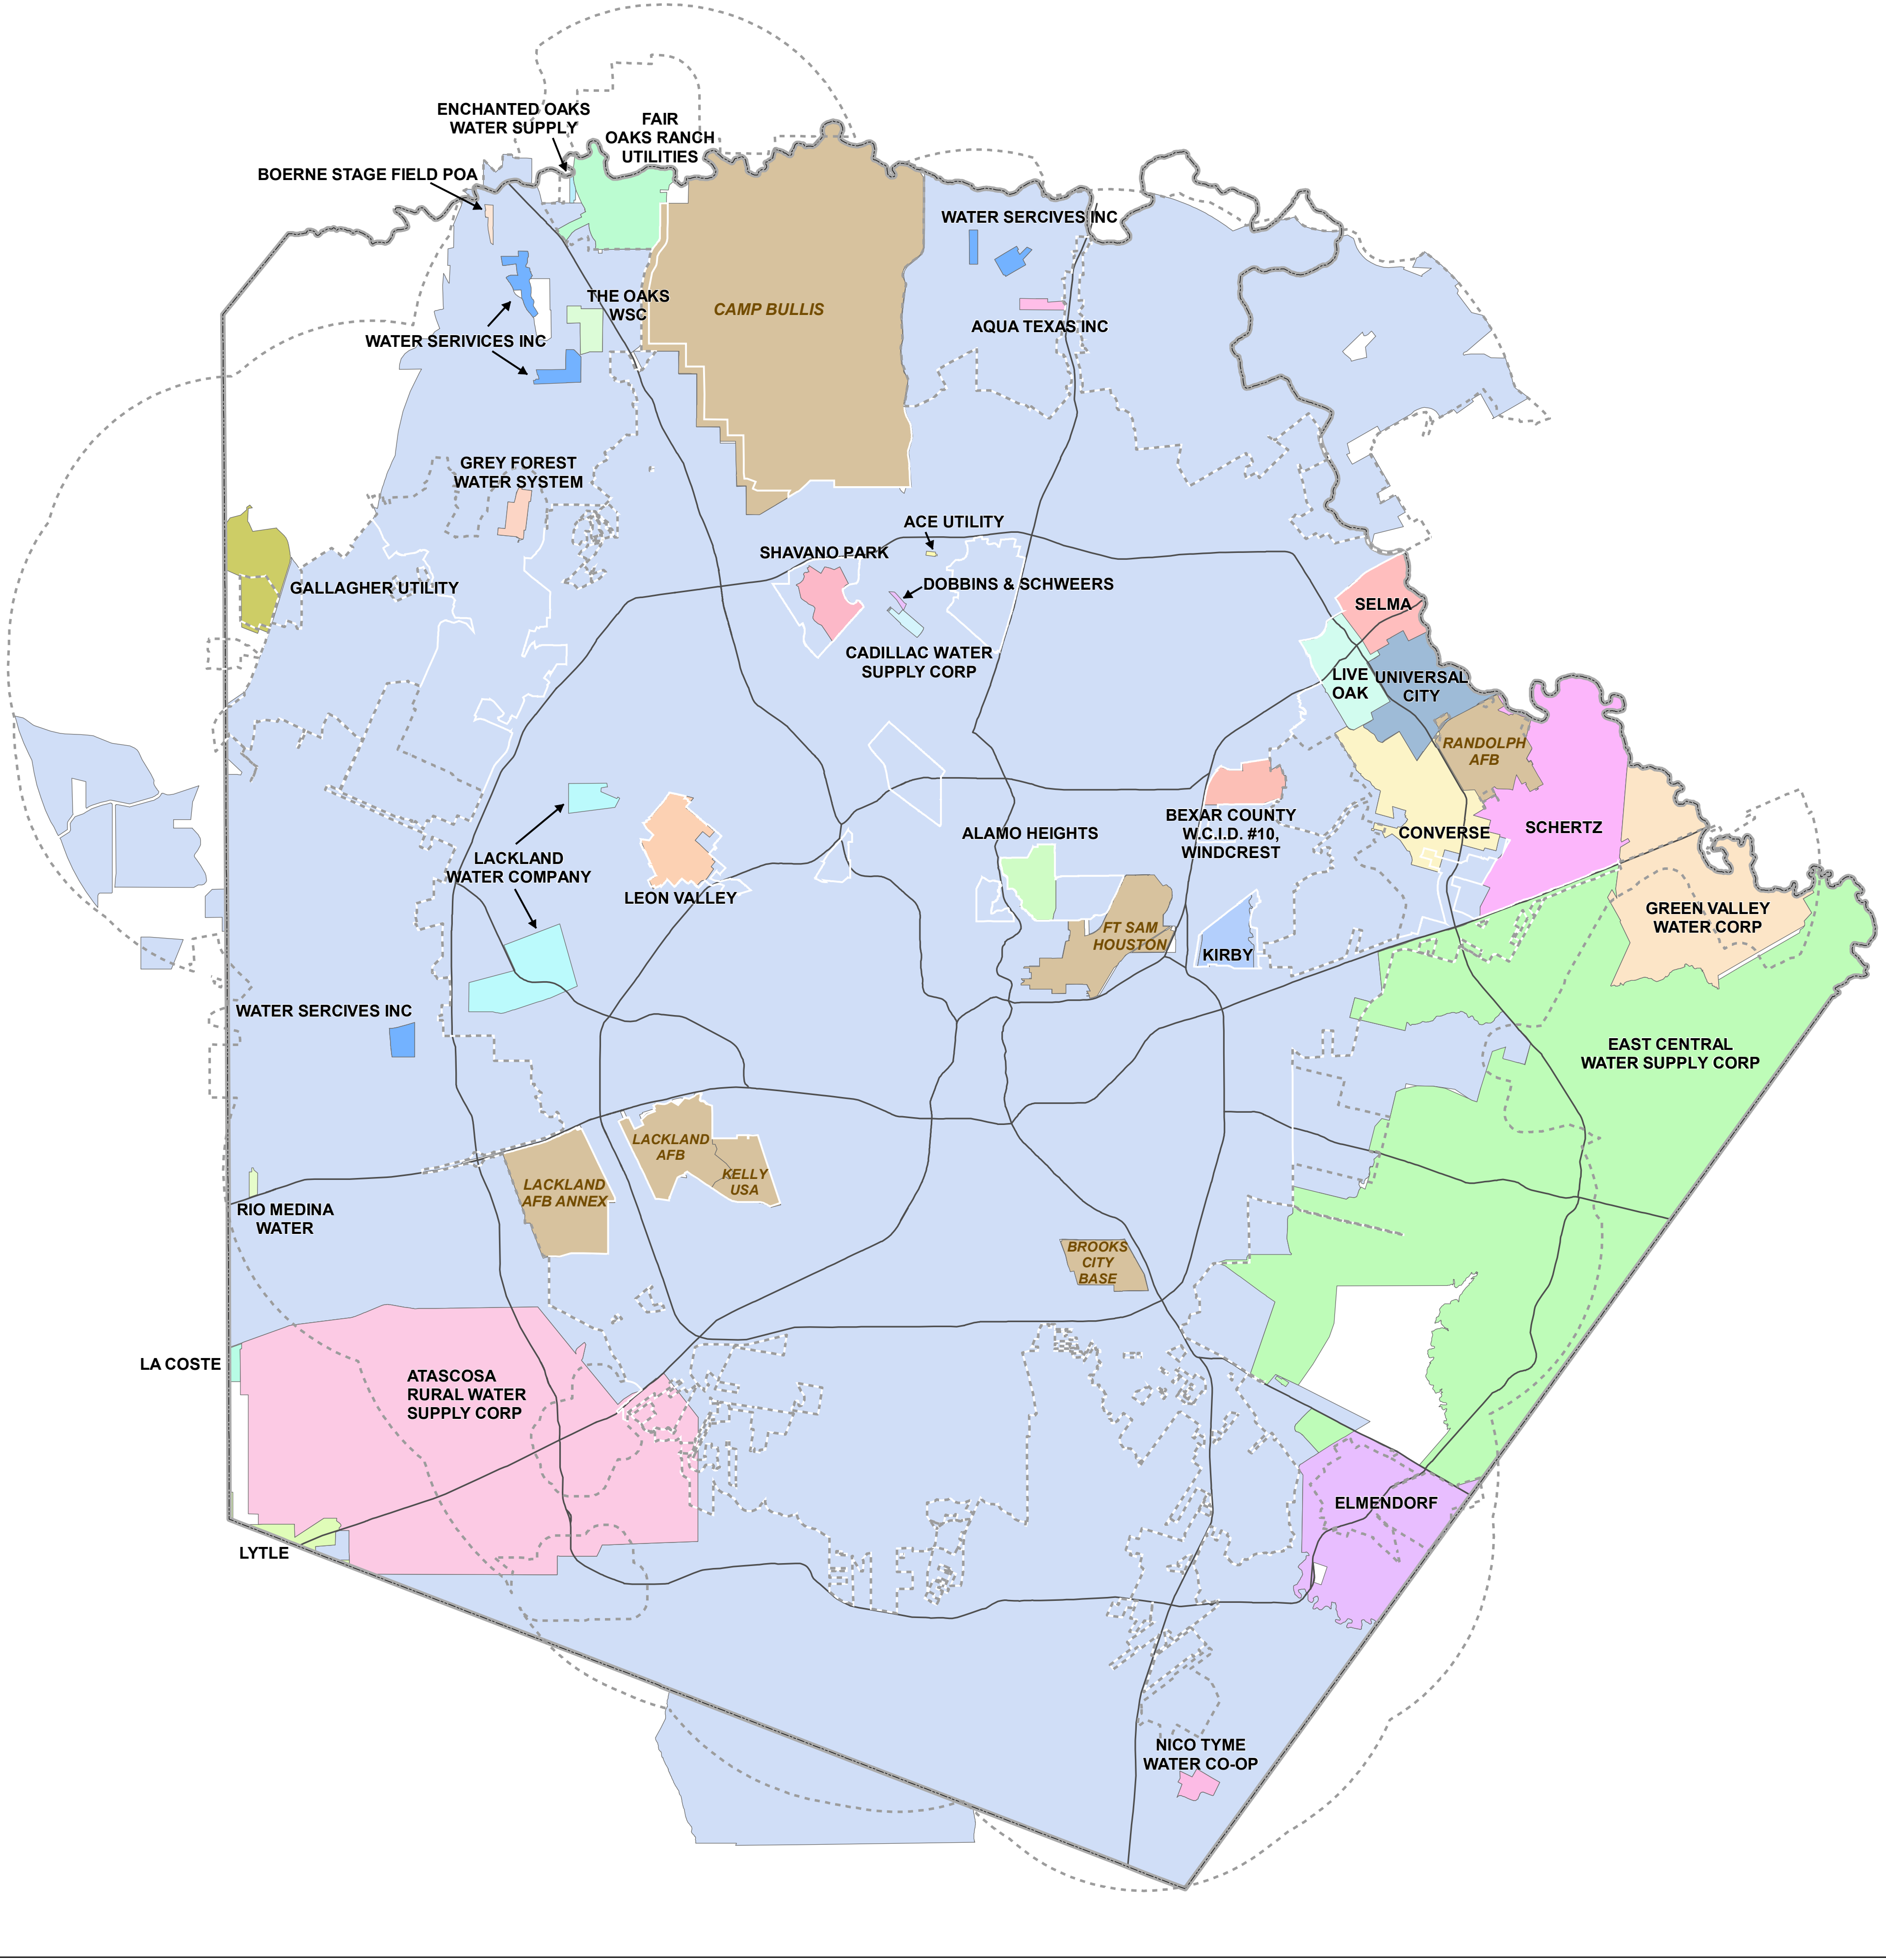 ENCHANTED OAKS
WATER SUPPLY
FAIR
OAKS RANCH
UTILITIES
BOERNE STAGE FIELD POA
WATER SERCIVES INC
THE OAKS
WSC
CAMP BULLIS
AQUA TEXAS INC
WATER SERIVICES INC
GREY FOREST
WATER SYSTEM
ACE UTILITY
SHAVANO PARK
DOBBINS & SCHWEERS
GALLAGHER UTILITY
SELMA
CADILLAC WATER
SUPPLY CORP
LIVE
OAK
UNIVERSAL
CITY
RANDOLPH
AFB
BEXAR COUNTY
W.C.I.D. #10,
WINDCREST
CONVERSE
SCHERTZ
ALAMO HEIGHTS
LACKLAND
WATER COMPANY
LEON VALLEY
GREEN VALLEY
WATER CORP
FT SAM
HOUSTON
KIRBY
WATER SERCIVES INC
EAST CENTRAL
WATER SUPPLY CORP
LACKLAND
AFB
KELLY
USA
LACKLAND
AFB ANNEX
RIO MEDINA
WATER
BROOKS
CITY
BASE
LA COSTE
ATASCOSA
RURAL WATER
SUPPLY CORP
ELMENDORF
LYTLE
NICO TYME
WATER CO-OP